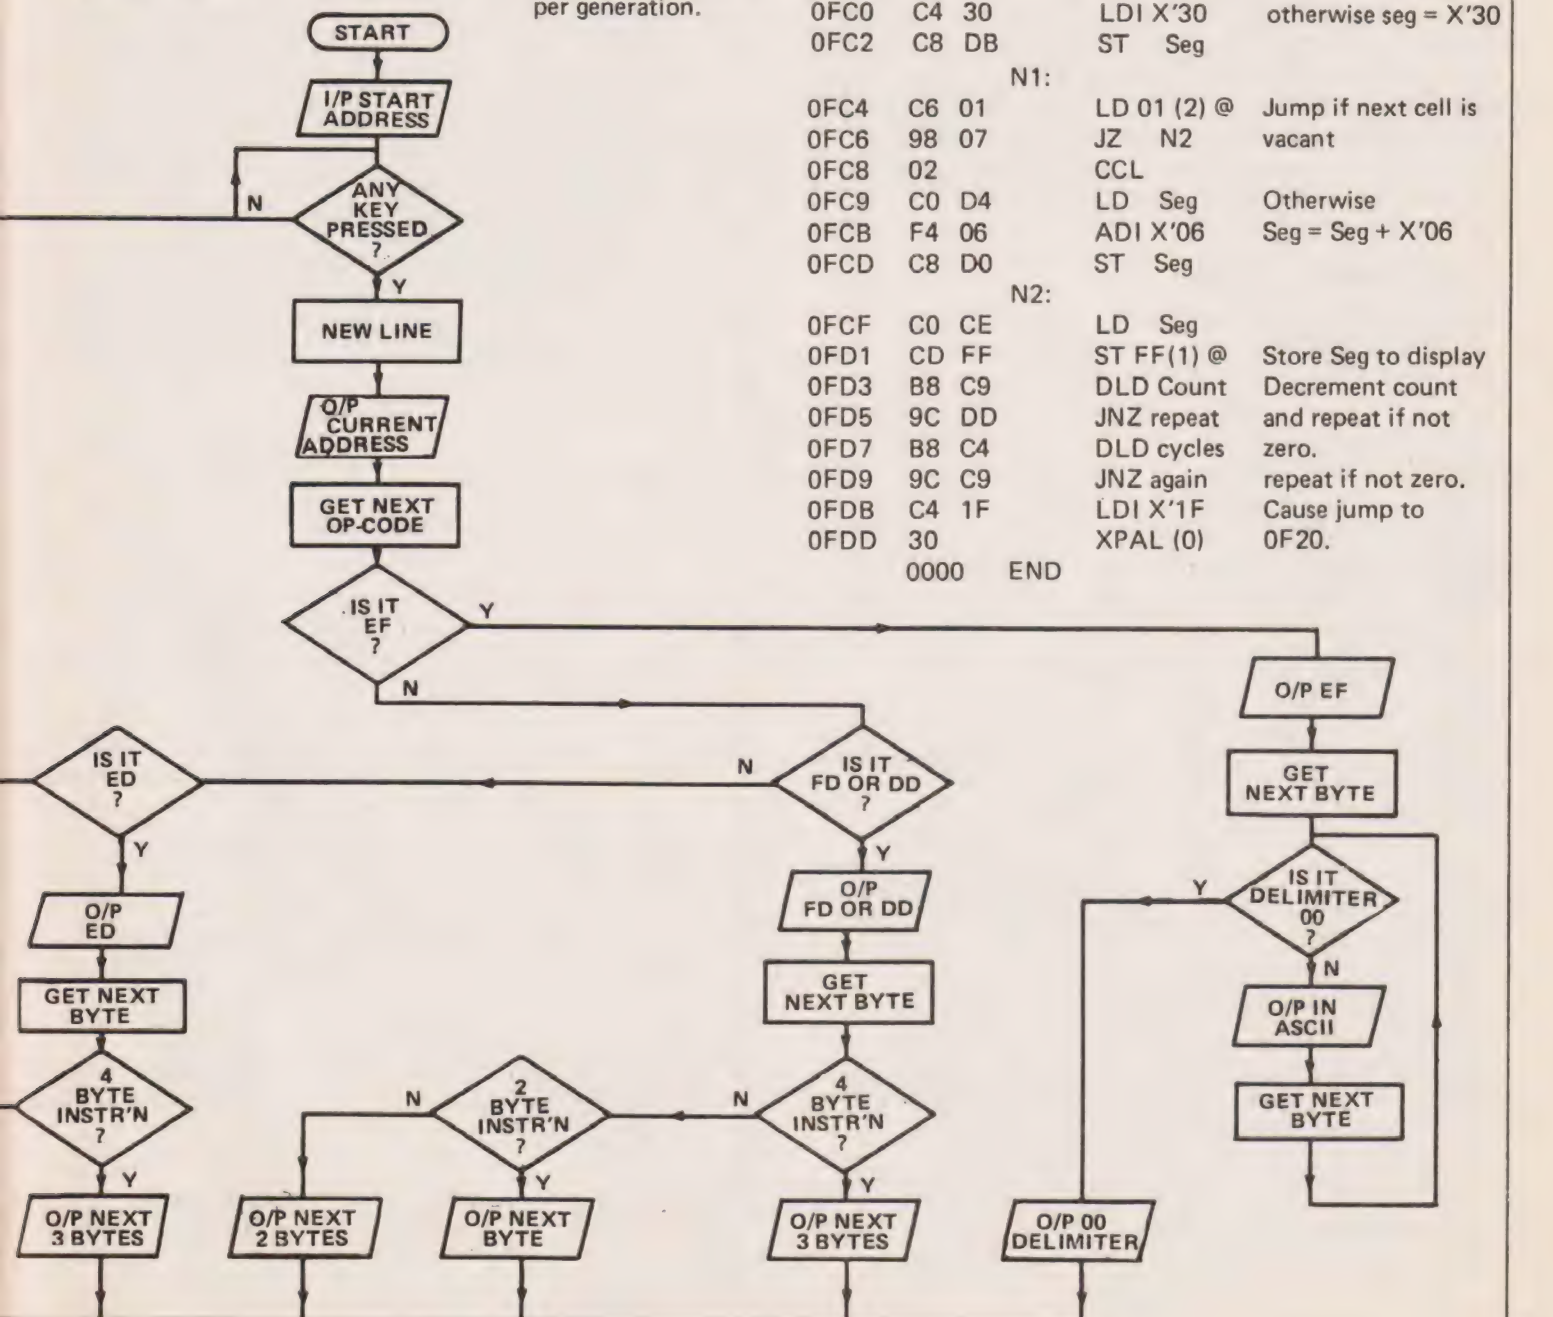 per generation.
0FC0 C4 30 LDI X'30 otherwise seg = X'30
0FC2 C8 DB ST Seg
N1:
0FC4 C6 01 LD 01 (2) @ Jump if next cell is
0FC6 98 07 JZ N2 vacant
0FC8 02 CCL
0FC9 C0 D4 LD Seg Otherwise
0FCB F4 06 ADI X'06 Seg = Seg + X'06
0FCD C8 D0 ST Seg
N2:
0FCF C0 CE LD Seg
0FD1 CD FF ST FF(1) @ Store Seg to display
0FD3 B8 C9 DLD Count Decrement count
0FD5 9C DD JNZ repeat and repeat if not
0FD7 B8 C4 DLD cycles zero.
0FD9 9C C9 JNZ again repeat if not zero.
0FDB C4 1F LDI X'1F Cause jump to
0FDD 30 XPAL (0) 0F20.
0000 END
START
I/P START
ADDRESS
ANY
KEY
PRESSED
?
N
Y
NEW LINE
O/P
CURRENT
ADDRESS
GET NEXT
OP-CODE
IS IT
EF
?
Y
N
O/P EF
GET
NEXT BYTE
IS IT
DELIMITER
00
?
Y
N
O/P IN
ASCII
GET NEXT
BYTE
O/P 00
DELIMITER
IS IT
FD OR DD
?
N
Y
O/P
FD OR DD
GET
NEXT BYTE
4
BYTE
INSTR'N
?
N
Y
O/P NEXT
3 BYTES
2
BYTE
INSTR'N
?
N
Y
O/P NEXT
BYTE
O/P NEXT
2 BYTES
IS IT
ED
?
Y
O/P
ED
GET NEXT
BYTE
4
BYTE
INSTR'N
?
Y
O/P NEXT
3 BYTES